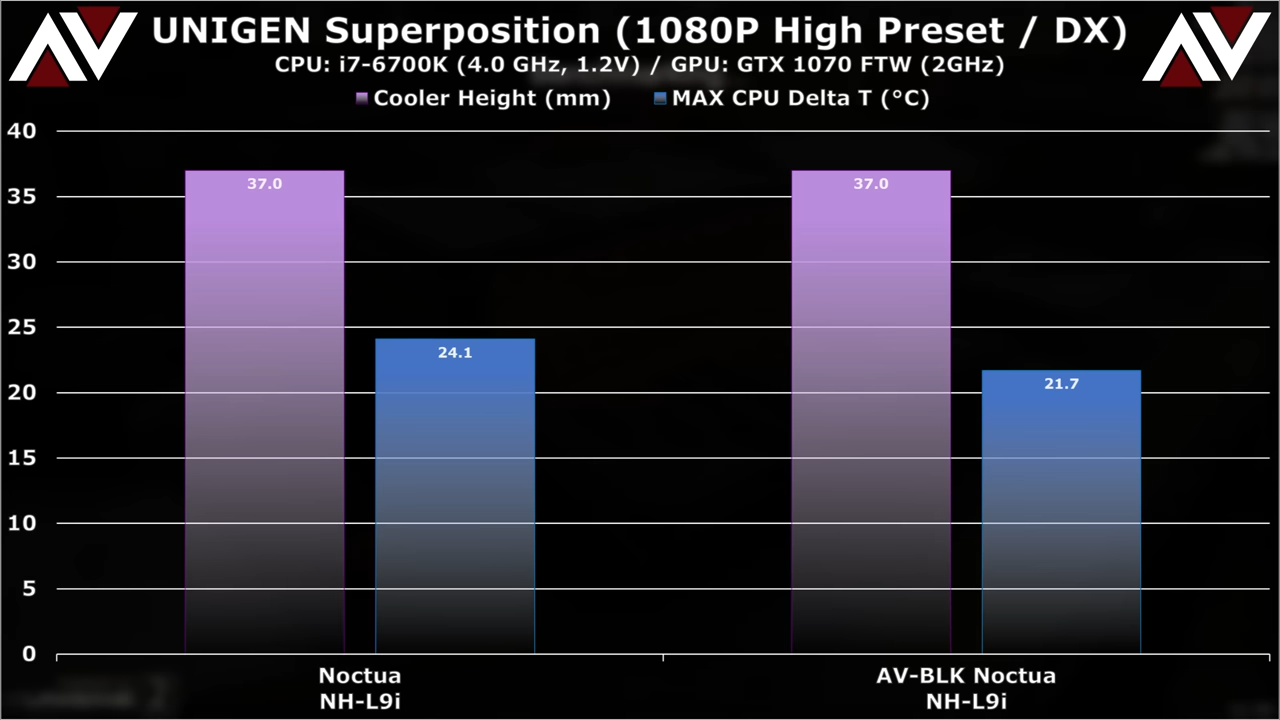 UNIGEN Superposition (1080P High Preset / DX)
CPU: i7-6700K (4.0 GHz, 1.2V) / GPU: GTX 1070 FTW (2GHz)
Cooler Height (mm) MAX CPU Delta T (°C)
40
35
30
25
20
15
10
5
0
37.0
24.1
37.0
21.7
Noctua
NH-L9i
AV-BLK Noctua
NH-L9i
AV
AV